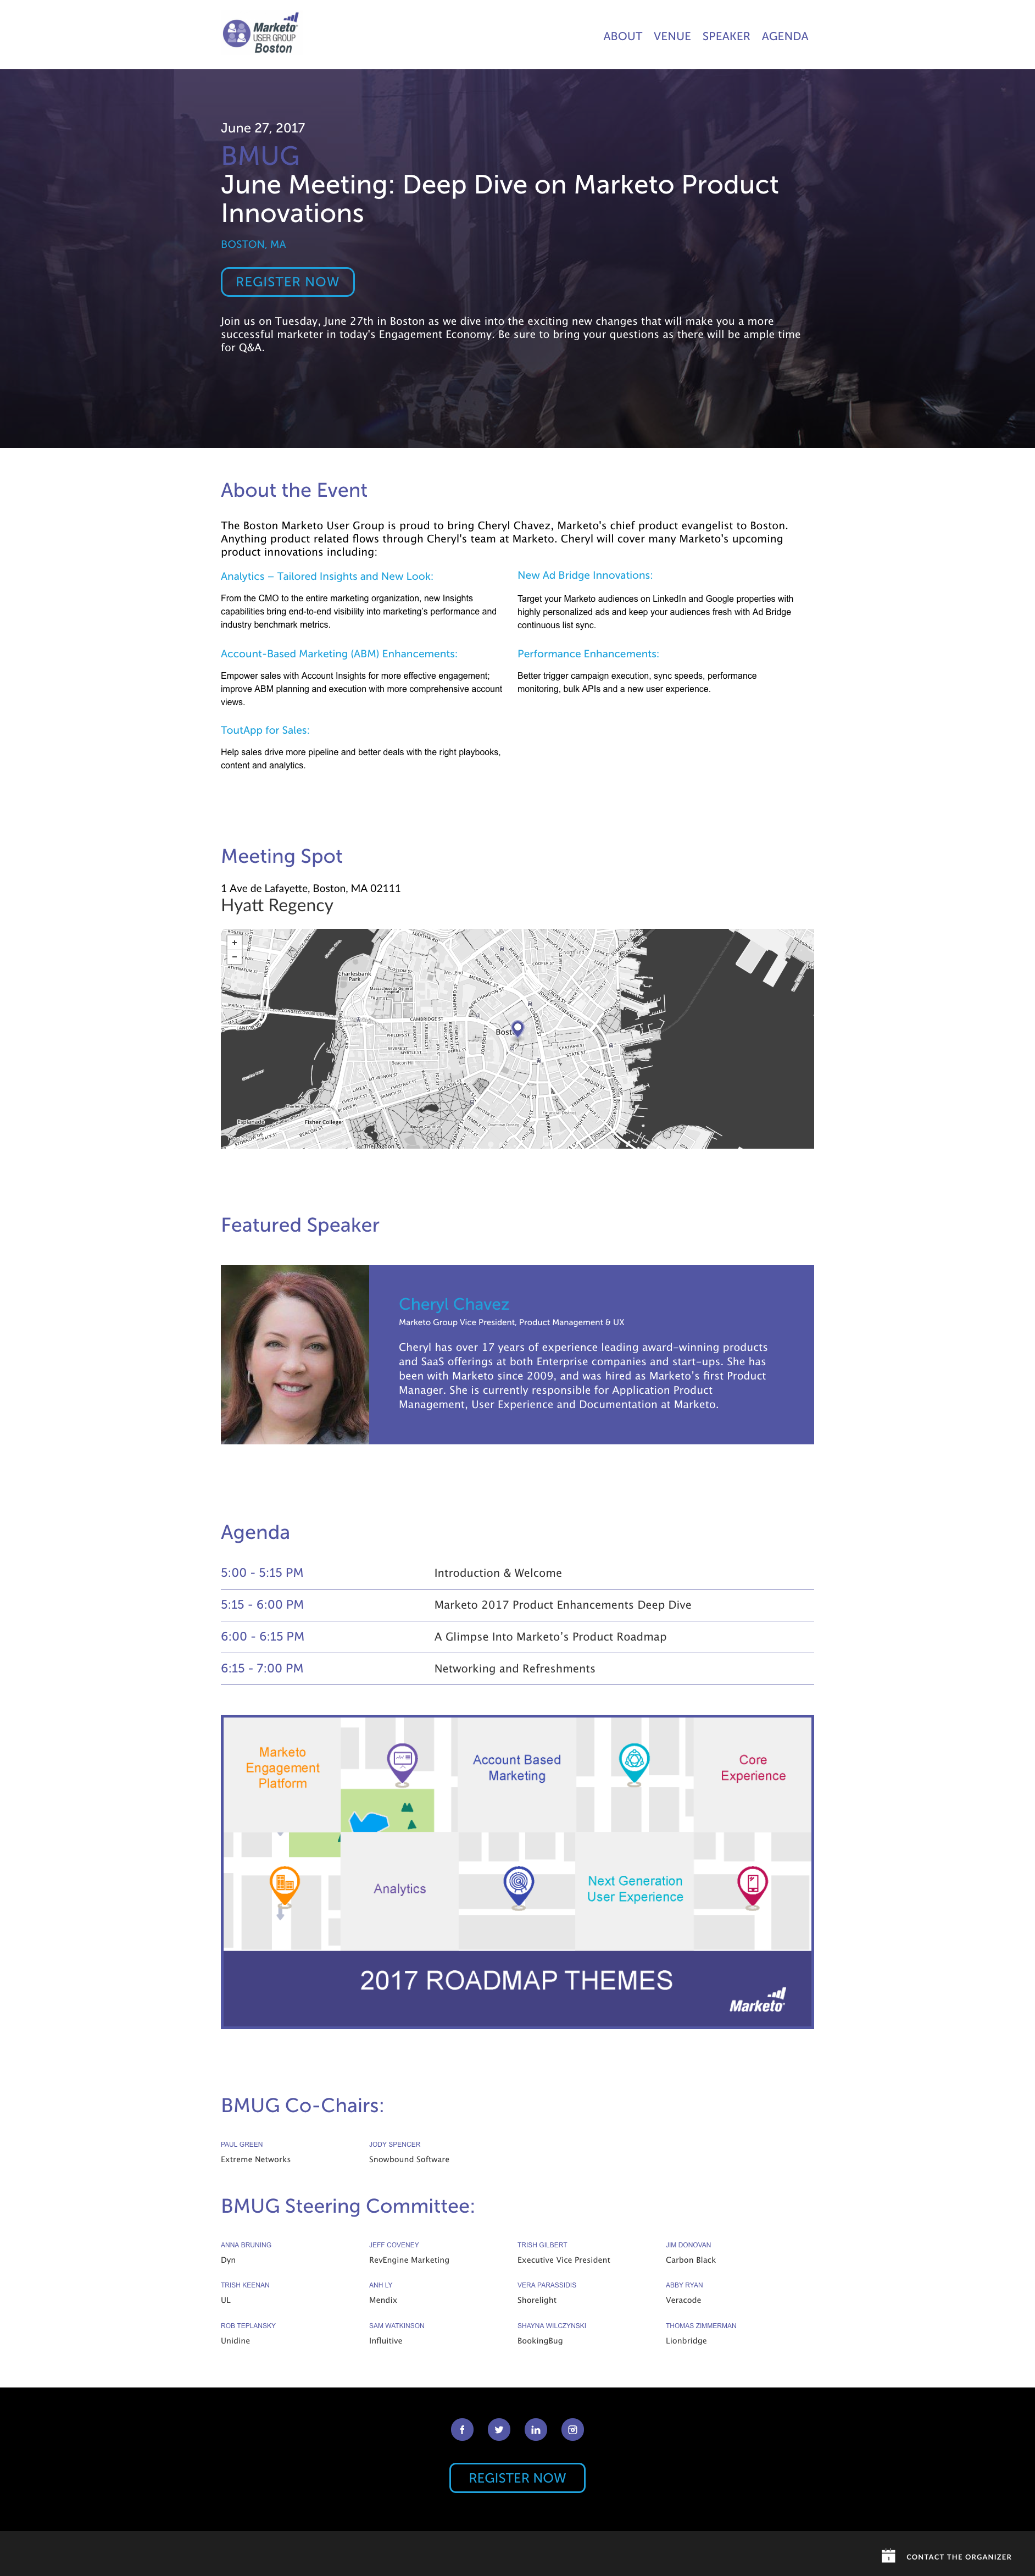 Marketo
USER GROUP
Boston
ABOUT VENUE SPEAKER AGENDA
June 27, 2017
BMUG
June Meeting: Deep Dive on Marketo Product
Innovations
BOSTON, MA
REGISTER NOW
Join us on Tuesday, June 27th in Boston as we dive into the exciting new changes that will make you a more
successful marketer in today's Engagement Economy. Be sure to bring your questions as there will be ample time
for Q&A.
About the Event
The Boston Marketo User Group is proud to bring Cheryl Chavez, Marketo's chief product evangelist to Boston.
Anything product related flows through Cheryl's team at Marketo. Cheryl will cover many Marketo's upcoming
product innovations including:
Analytics – Tailored Insights and New Look:
From the CMO to the entire marketing organization, new Insights
capabilities bring end-to-end visibility into marketing's performance and
industry benchmark metrics.
New Ad Bridge Innovations:
Target your Marketo audiences on LinkedIn and Google properties with
highly personalized ads and keep your audiences fresh with Ad Bridge
continuous list sync.
Account-Based Marketing (ABM) Enhancements:
Empower sales with Account Insights for more effective engagement;
improve ABM planning and execution with more comprehensive account
views.
Performance Enhancements:
Better trigger campaign execution, sync speeds, performance
monitoring, bulk APIs and a new user experience.
ToutApp for Sales:
Help sales drive more pipeline and better deals with the right playbooks,
content and analytics.
Meeting Spot
1 Ave de Lafayette, Boston, MA 02111
Hyatt Regency
+
−
Charlesbank
Park
CAMBRIDGE ST
Fisher College
Esplanade
STATE ST
Featured Speaker
Cheryl Chavez
Marketo Group Vice President, Product Management & UX
Cheryl has over 17 years of experience leading award-winning products
and SaaS offerings at both Enterprise companies and start-ups. She has
been with Marketo since 2009, and was hired as Marketo's first Product
Manager. She is currently responsible for Application Product
Management, User Experience and Documentation at Marketo.
Agenda
5:00 - 5:15 PM Introduction & Welcome
5:15 - 6:00 PM Marketo 2017 Product Enhancements Deep Dive
6:00 - 6:15 PM A Glimpse Into Marketo's Product Roadmap
6:15 - 7:00 PM Networking and Refreshments
Marketo
Engagement
Platform
Account Based
Marketing
Core
Experience
Analytics
Next Generation
User Experience
2017 ROADMAP THEMES
Marketo
BMUG Co-Chairs:
PAUL GREEN
Extreme Networks
JODY SPENCER
Snowbound Software
BMUG Steering Committee:
ANNA BRUNING
Dyn
JEFF COVENEY
RevEngine Marketing
TRISH GILBERT
Executive Vice President
JIM DONOVAN
Carbon Black
TRISH KEENAN
UL
ANH LY
Mendix
VERA PARASSIDIS
Shorelight
ABBY RYAN
Veracode
ROB TEPLANSKY
Unidine
SAM WATKINSON
Influitive
SHAYNA WILCZYNSKI
BookingBug
THOMAS ZIMMERMAN
Lionbridge
REGISTER NOW
CONTACT THE ORGANIZER